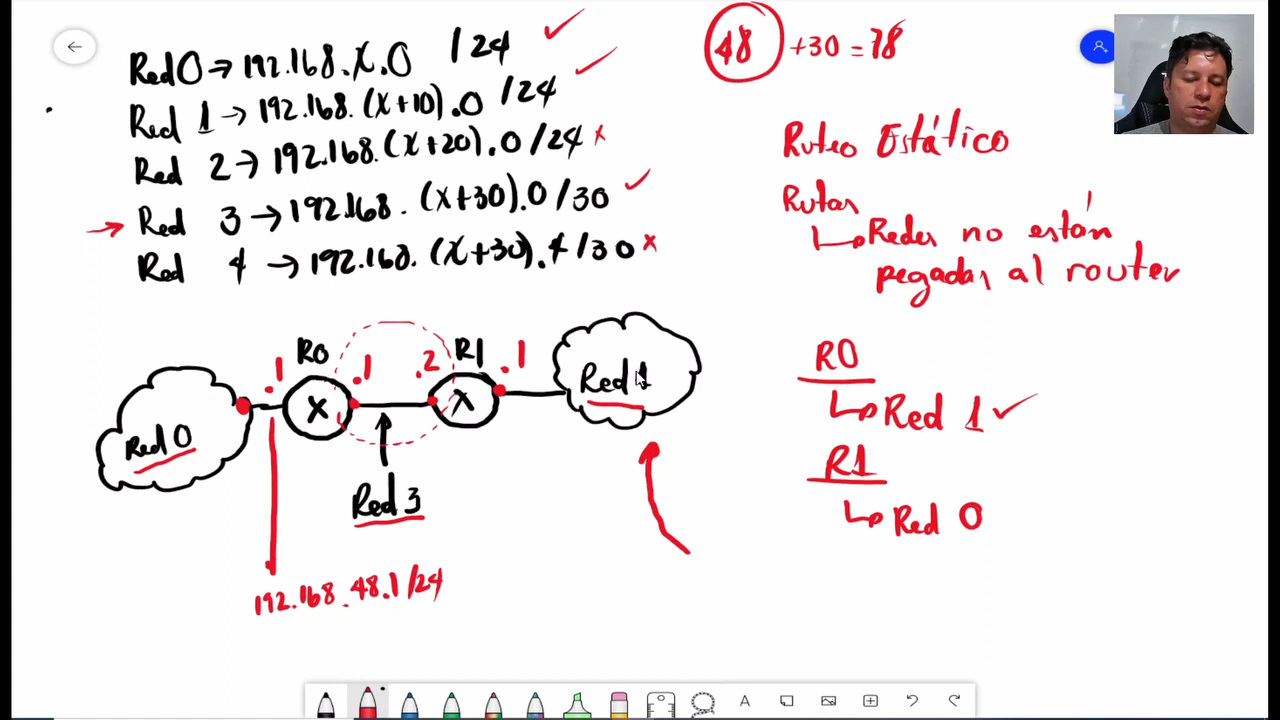 Red 0 → 192.168.X.0 /24 ✓
Red 1 → 192.168.(X+10).0 /24 ✓
Red 2 → 192.168.(X+20).0/24 x
→ Red 3 → 192.168.(X+30).0/30 ✓
Red 4 → 192.168.(X+30).4/30 x
48 +30 = 78
Ruteo Estático
Rutas
↳ Redes no están
pegadas al router
R0
↳ Red 1 ✓
R1
↳ Red 0
R0
R1
.1
.1
.2
.1
X
X
Red 0
Red 1
Red 3
192.168.48.1/24
A